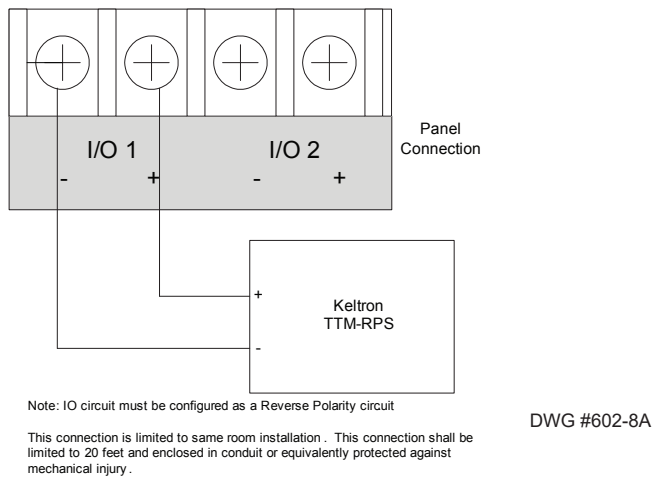 I/O 1 I/O 2
- + - +
Panel
Connection
+
Keltron
TTM-RPS
-
Note: IO circuit must be configured as a Reverse Polarity circuit
This connection is limited to same room installation . This connection shall be
limited to 20 feet and enclosed in conduit or equivalently protected against
mechanical injury .
DWG #602-8A